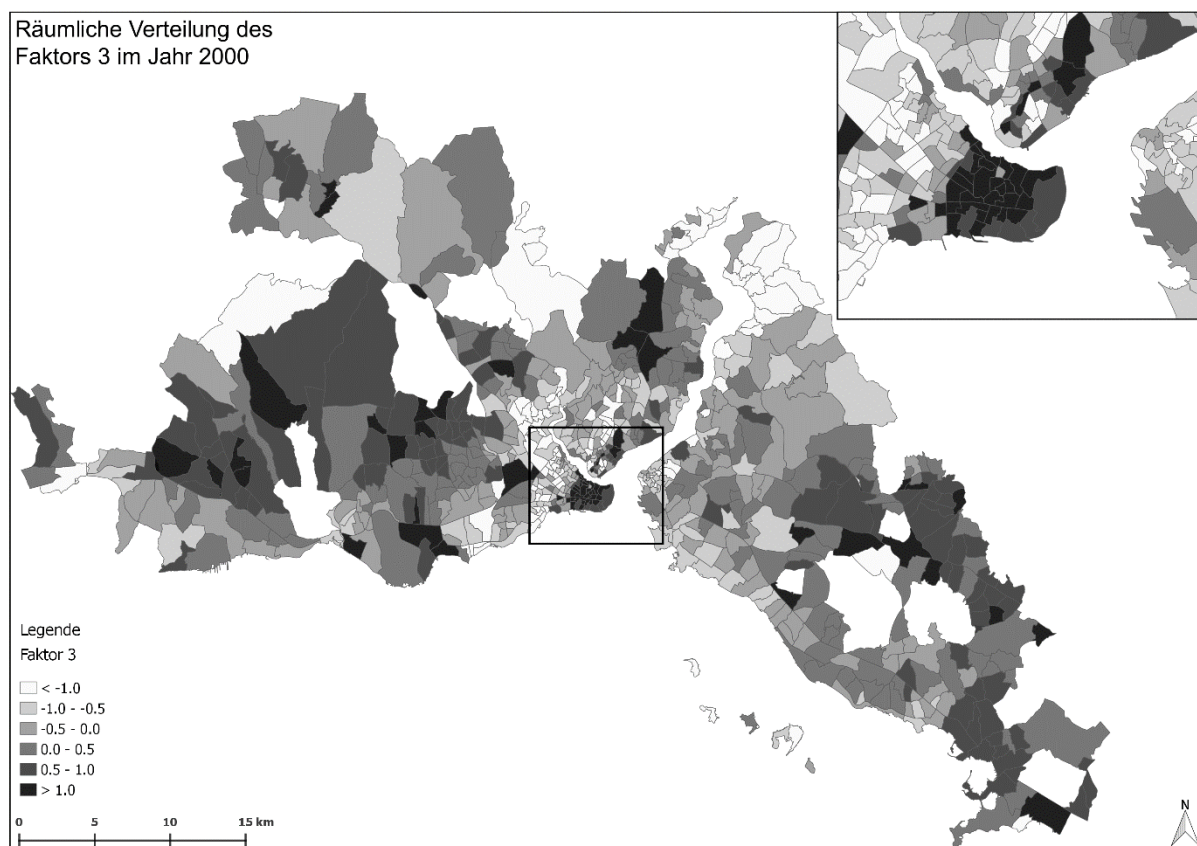 Räumliche Verteilung des
Faktors 3 im Jahr 2000
Legende
Faktor 3
< -1.0
-1.0 - -0.5
-0.5 - 0.0
0.0 - 0.5
0.5 - 1.0
> 1.0
0 5 10 15 km
N